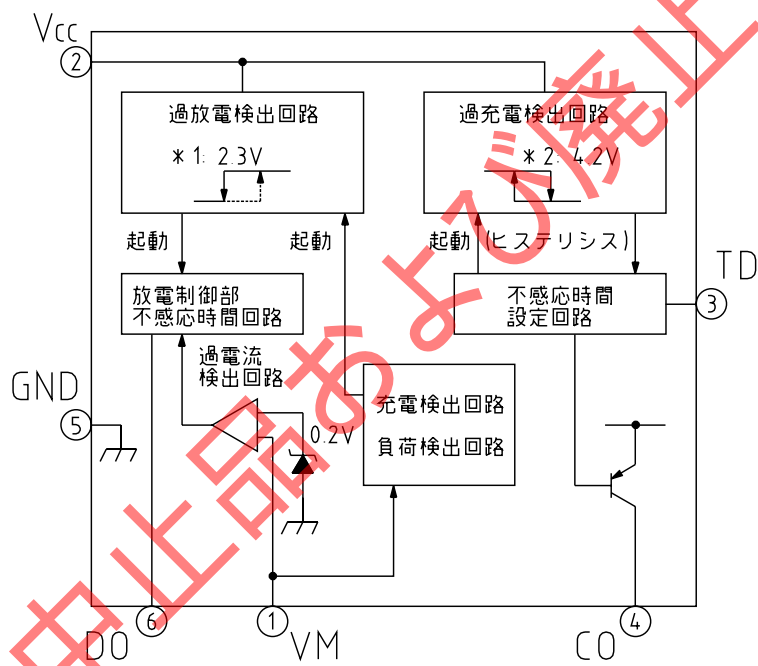 Vcc
2
過放電検出回路
*1: 2.3V
過充電検出回路
*2: 4.2V
起動
起動
起動
(ヒステリシス)
TD
3
放電制御部
不感応時間回路
不感応時間
設定回路
過電流
検出回路
GND
5
0.2V
充電検出回路
負荷検出回路
6
DO
1
VM
4
CO
中止品および廃止